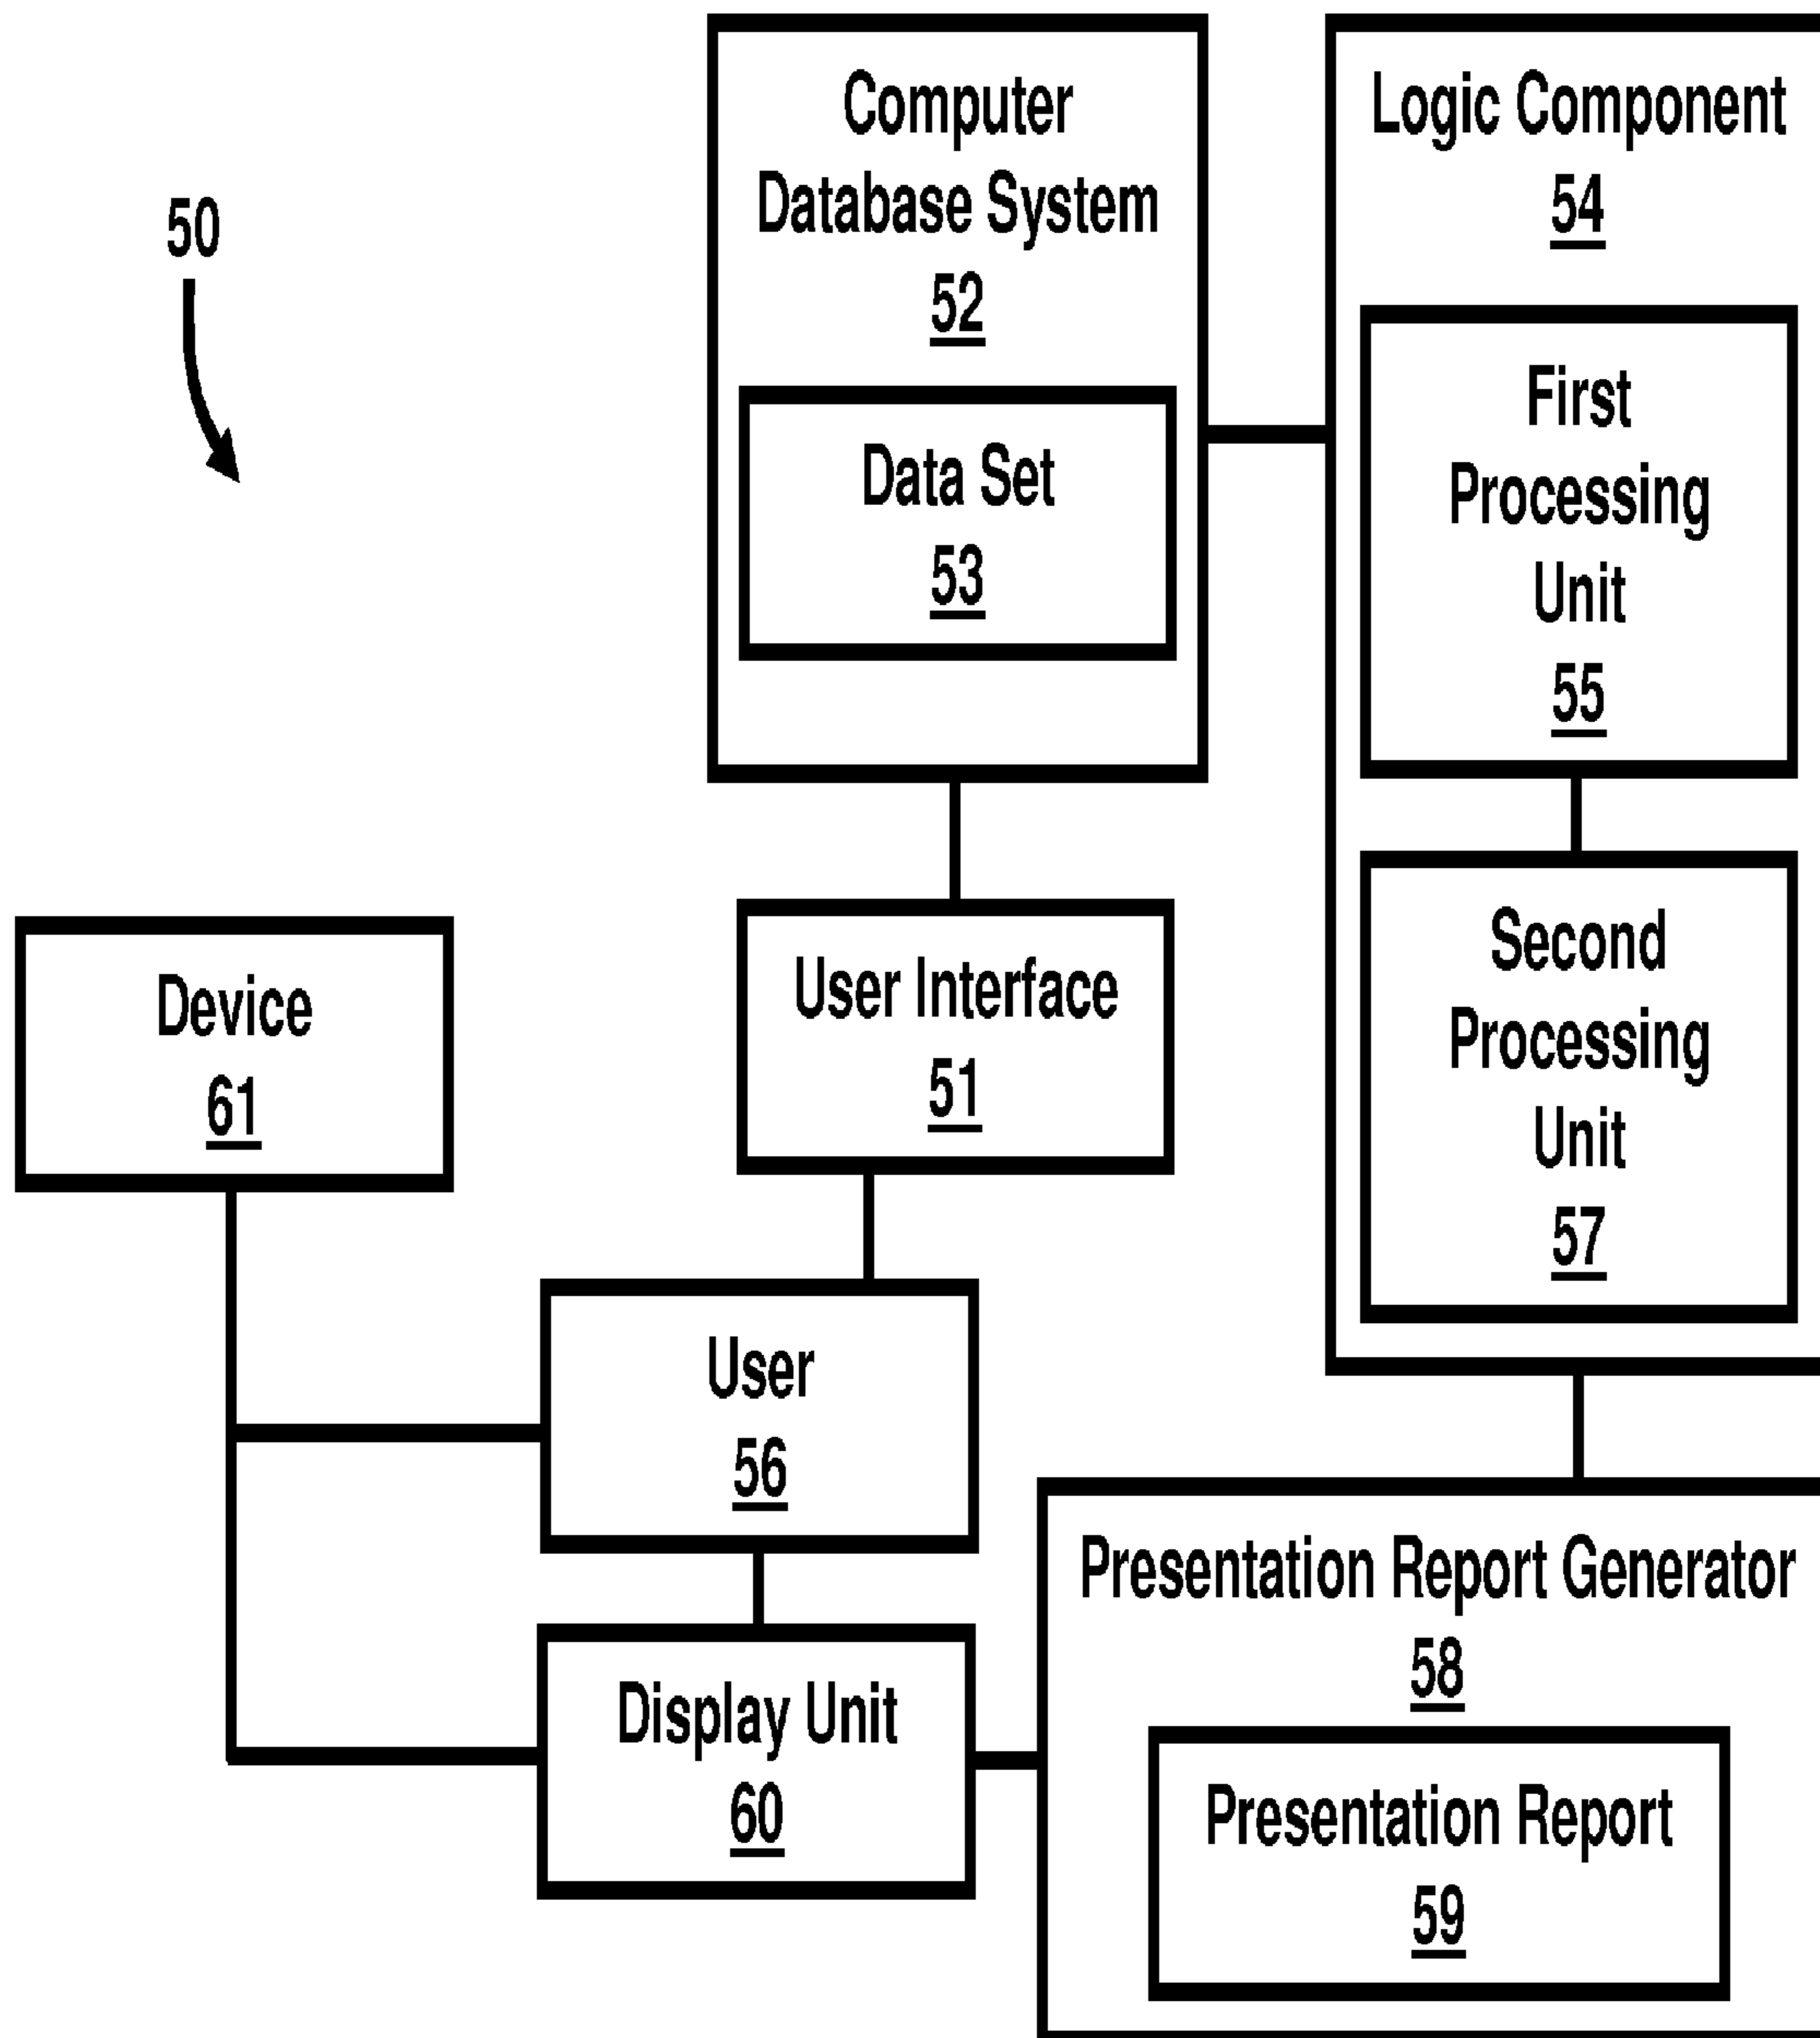 50
Computer
Database System
52
Data Set
53
Logic Component
54
First
Processing
Unit
55
Second
Processing
Unit
57
User Interface
51
Device
61
User
56
Display Unit
60
Presentation Report Generator
58
Presentation Report
59